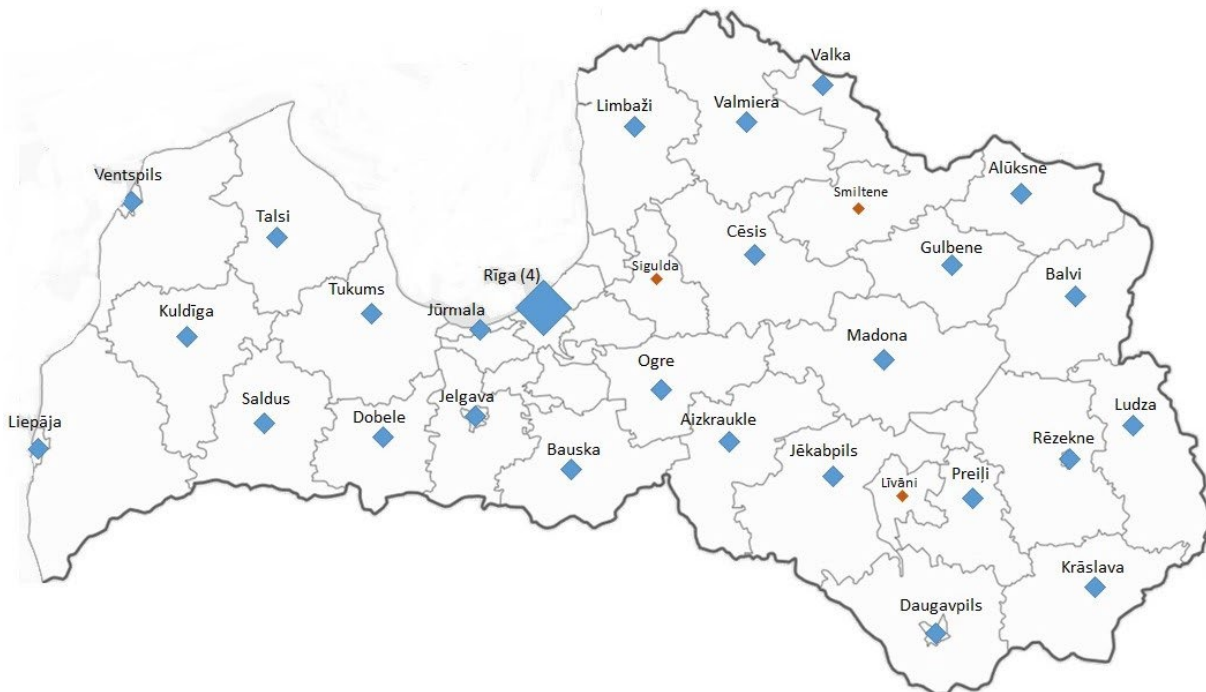 Valka
Limbaži
Valmiera
Ventspils
Alūksne
Smiltene
Talsi
Cēsis
Gulbene
Sigulda
Rīga (4)
Balvi
Tukums
Kuldīga
Jūrmala
Madona
Ogre
Saldus
Jelgava
Ludza
Liepāja
Dobele
Aizkraukle
Rēzekne
Bauska
Jēkabpils
Preiļi
Līvāni
Krāslava
Daugavpils